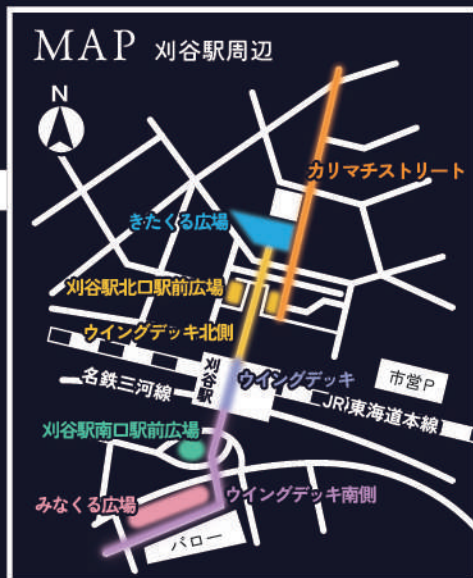 MAP 刈谷駅周辺
N
カリマチストリート
きたくる広場
刈谷駅北口駅前広場
ウイングデッキ北側
刈谷駅
ウイングデッキ
市営P
名鉄三河線
JR東海道本線
刈谷駅南口駅前広場
みなくる広場
ウイングデッキ南側
バロー